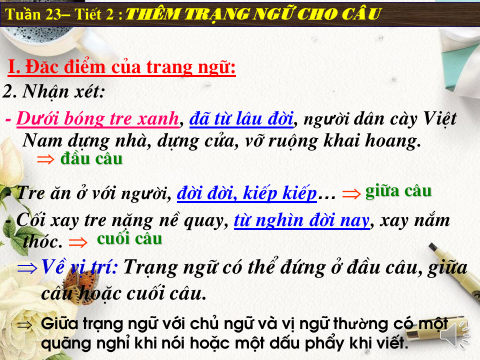 Tuần 23– Tiết 2 : THÊM TRẠNG NGỮ CHO CÂU
I. Đặc điểm của trang ngữ:
2. Nhận xét:
- Dưới bóng tre xanh, đã từ lâu đời, người dân cày Việt
Nam dựng nhà, dựng cửa, vỡ ruộng khai hoang.
⇒ đầu câu
- Tre ăn ở với người, đời đời, kiếp kiếp… ⇒ giữa câu
- Cối xay tre nặng nề quay, từ nghìn đời nay, xay nắm
thóc. ⇒ cuối câu
⇒ Về vị trí: Trạng ngữ có thể đứng ở đầu câu, giữa
câu hoặc cuối câu.
⇒ Giữa trạng ngữ với chủ ngữ và vị ngữ thường có một
quãng nghỉ khi nói hoặc một dấu phẩy khi viết.